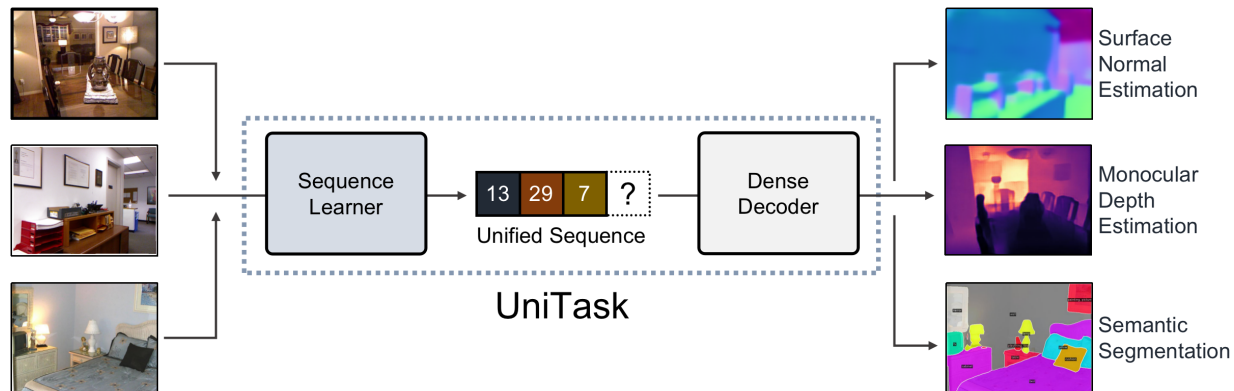 Surface
Normal
Estimation
Sequence
Learner
13 29 7 ?
Unified Sequence
Dense
Decoder
Monocular
Depth
Estimation
UniTask
Semantic
Segmentation